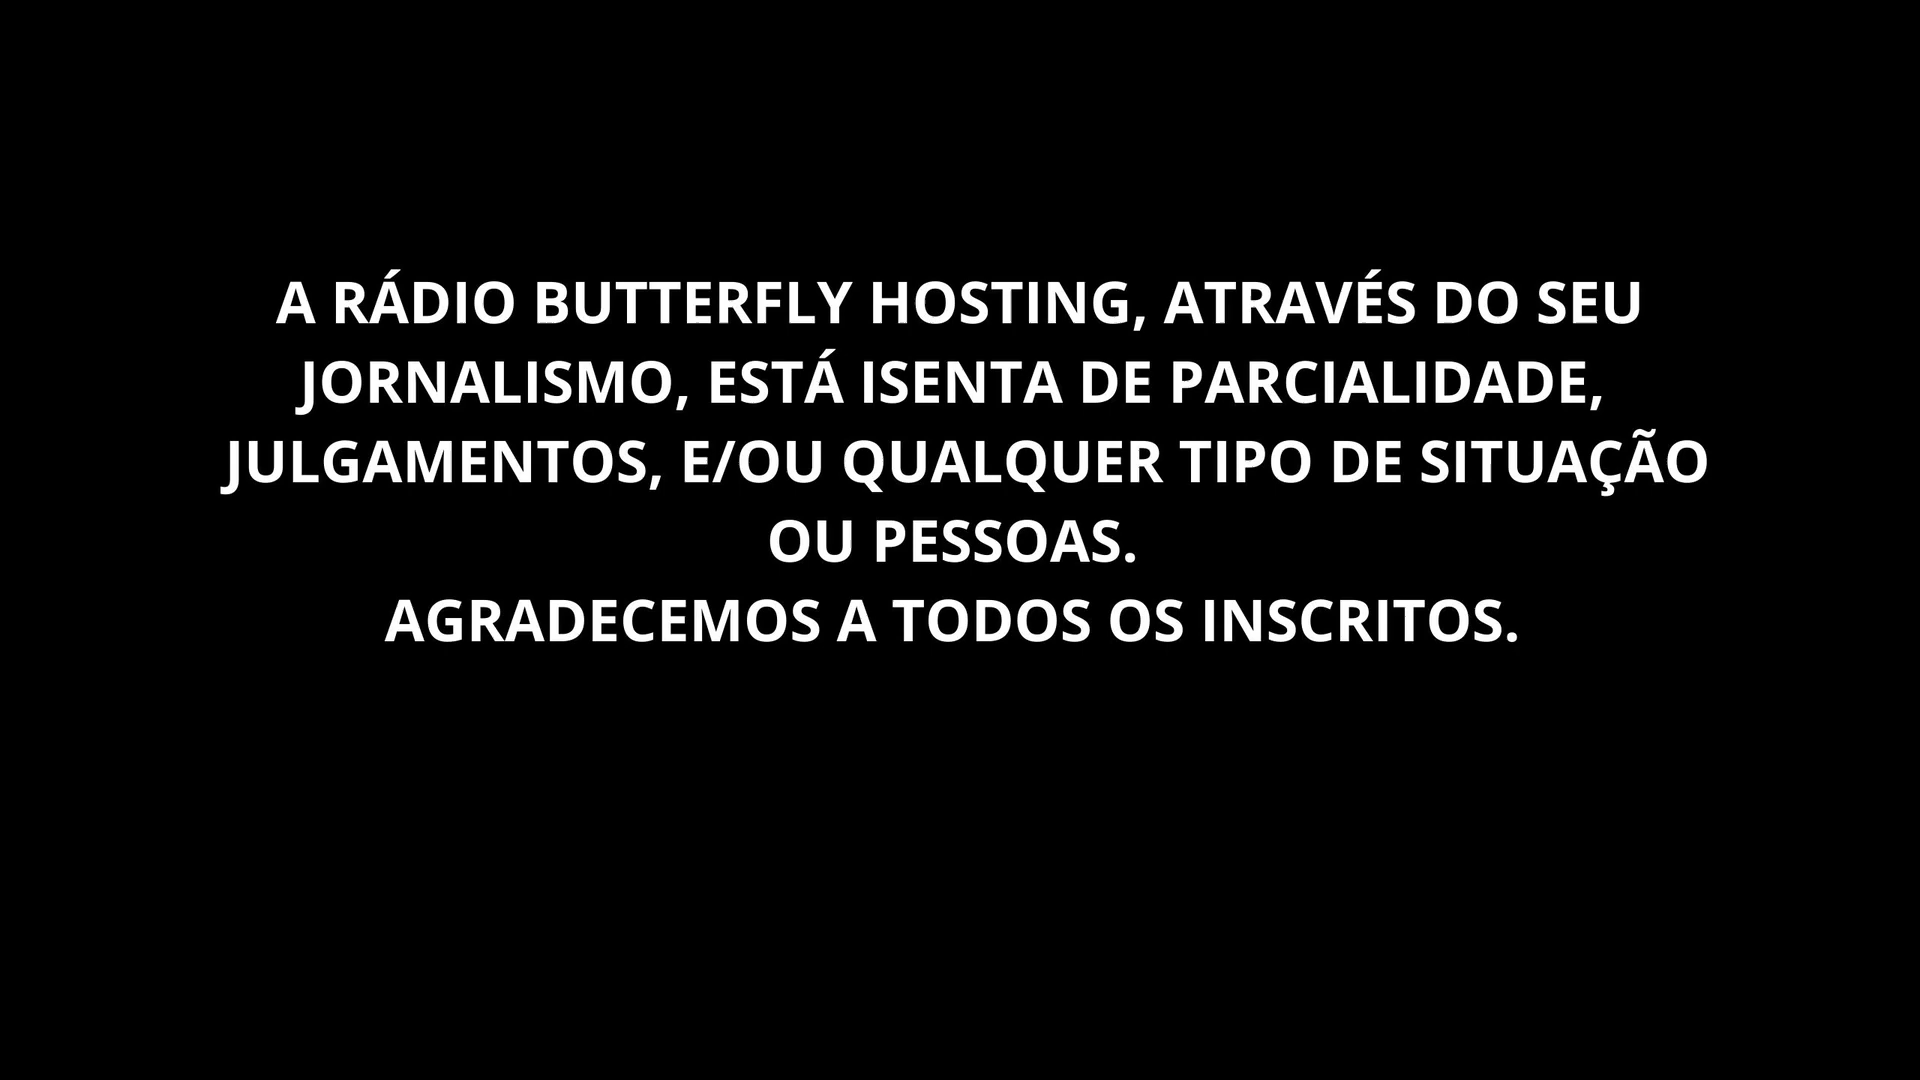 A RÁDIO BUTTERFLY HOSTING, ATRAVÉS DO SEU
JORNALISMO, ESTÁ ISENTA DE PARCIALIDADE,
JULGAMENTOS, E/OU QUALQUER TIPO DE SITUAÇÃO
OU PESSOAS.
AGRADECEMOS A TODOS OS INSCRITOS.